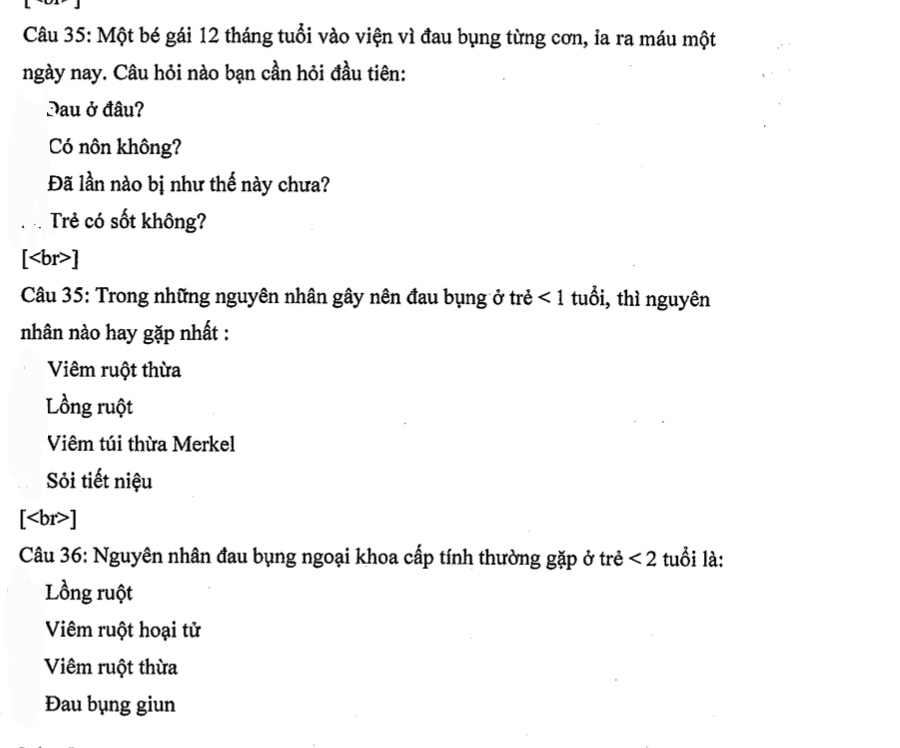 [<br>]
Câu 35: Một bé gái 12 tháng tuổi vào viện vì đau bụng từng cơn, ỉa ra máu một
ngày nay. Câu hỏi nào bạn cần hỏi đầu tiên:
Đau ở đâu?
Có nôn không?
Đã lần nào bị như thế này chưa?
Trẻ có sốt không?
[<br>]
Câu 35: Trong những nguyên nhân gây nên đau bụng ở trẻ < 1 tuổi, thì nguyên
nhân nào hay gặp nhất :
Viêm ruột thừa
Lồng ruột
Viêm túi thừa Merkel
Sỏi tiết niệu
[<br>]
Câu 36: Nguyên nhân đau bụng ngoại khoa cấp tính thường gặp ở trẻ < 2 tuổi là:
Lồng ruột
Viêm ruột hoại tử
Viêm ruột thừa
Đau bụng giun